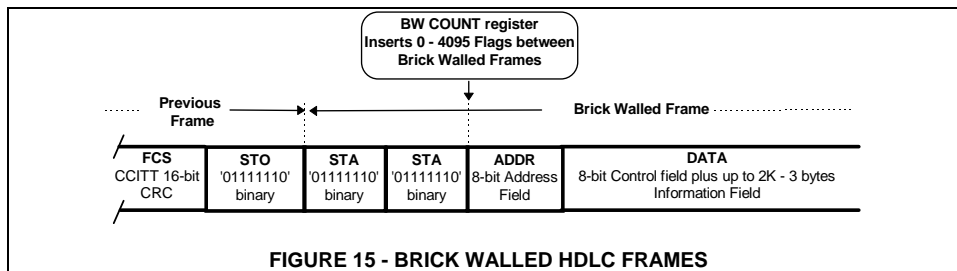 BW COUNT register
Inserts 0 - 4095 Flags between
Brick Walled Frames
Previous
Frame
Brick Walled Frame
FCS
CCITT 16-bit
CRC
STO
'01111110'
binary
STA
'01111110'
binary
STA
'01111110'
binary
ADDR
8-bit Address
Field
DATA
8-bit Control field plus up to 2K - 3 bytes
Information Field
FIGURE 15 - BRICK WALLED HDLC FRAMES